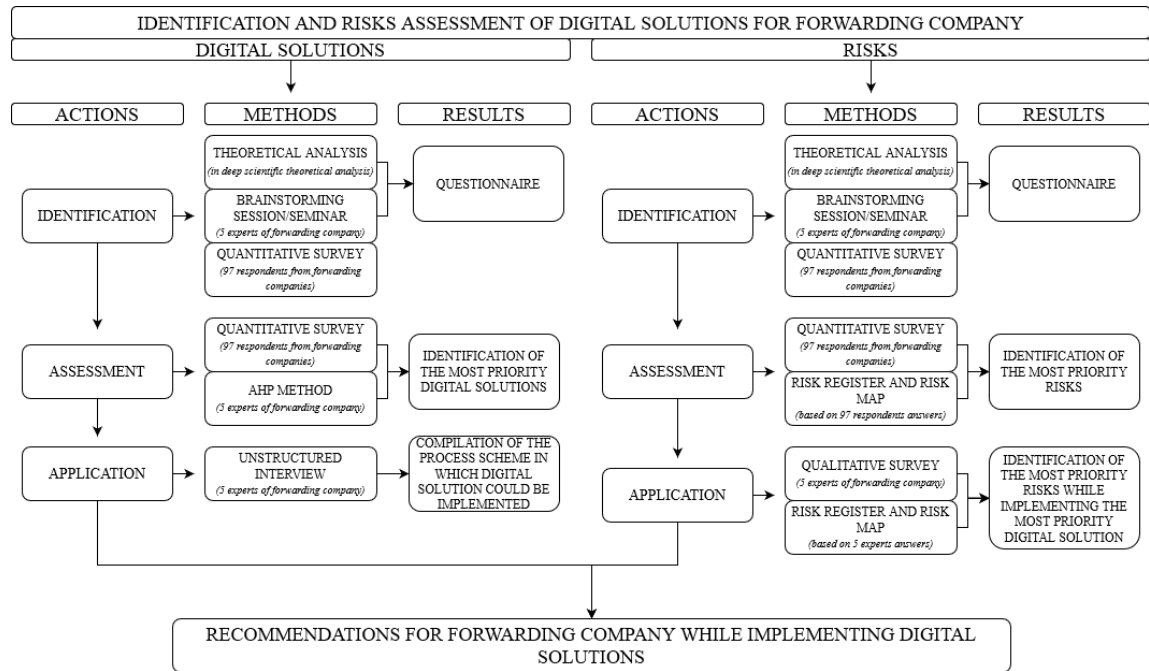 IDENTIFICATION AND RISKS ASSESSMENT OF DIGITAL SOLUTIONS FOR FORWARDING COMPANY
DIGITAL SOLUTIONS
RISKS
ACTIONS
METHODS
RESULTS
ACTIONS
METHODS
RESULTS
IDENTIFICATION
THEORETICAL ANALYSIS
(in deep scientific theoretical analysis)
BRAINSTORMING
SESSION/SEMINAR
(5 experts of forwarding company)
QUANTITATIVE SURVEY
(97 respondents from forwarding
companies)
QUESTIONNAIRE
ASSESSMENT
QUANTITATIVE SURVEY
(97 respondents from forwarding
companies)
AHP METHOD
(5 experts of forwarding company)
IDENTIFICATION OF
THE MOST PRIORITY
DIGITAL SOLUTIONS
APPLICATION
UNSTRUCTURED
INTERVIEW
(5 experts of forwarding company)
COMPILATION OF THE
PROCESS SCHEME IN
WHICH DIGITAL
SOLUTION COULD BE
IMPLEMENTED
IDENTIFICATION
THEORETICAL ANALYSIS
(in deep scientific theoretical analysis)
BRAINSTORMING
SESSION/SEMINAR
(5 experts of forwarding company)
QUANTITATIVE SURVEY
(97 respondents from forwarding
companies)
QUESTIONNAIRE
ASSESSMENT
QUANTITATIVE SURVEY
(97 respondents from forwarding
companies)
RISK REGISTER AND RISK
MAP
(based on 97 respondents answers)
IDENTIFICATION OF
THE MOST PRIORITY
RISKS
APPLICATION
QUALITATIVE SURVEY
(5 experts of forwarding company)
RISK REGISTER AND RISK
MAP
(based on 5 experts answers)
IDENTIFICATION OF
THE MOST PRIORITY
RISKS WHILE
IMPLEMENTING THE
MOST PRIORITY
DIGITAL SOLUTION
RECOMMENDATIONS FOR FORWARDING COMPANY WHILE IMPLEMENTING DIGITAL
SOLUTIONS